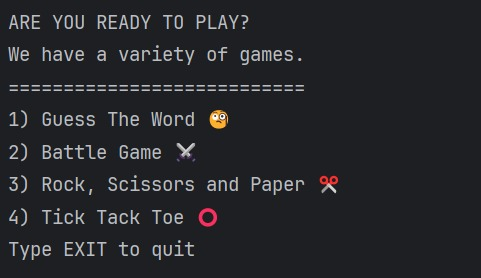 ARE YOU READY TO PLAY?
We have a variety of games.
===========================
1) Guess The Word 🧐
2) Battle Game ⚔️
3) Rock, Scissors and Paper ✂️
4) Tick Tack Toe ⭕
Type EXIT to quit